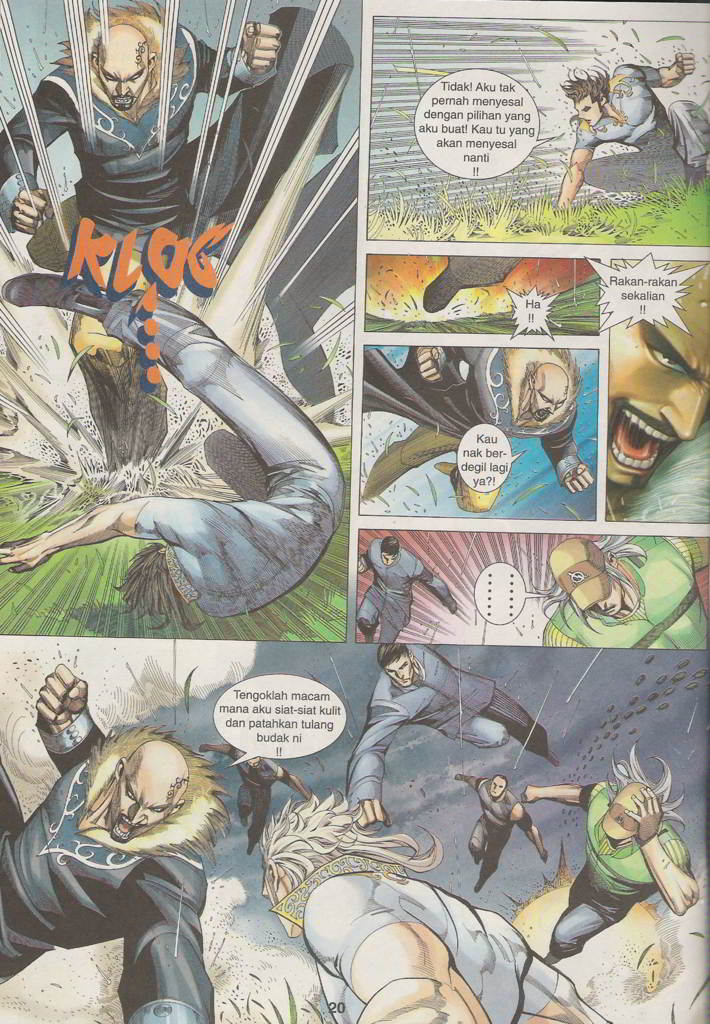 KLOG
Tidak! Aku tak
pernah menyesal
dengan pilihan yang
aku buat! Kau tu yang
akan menyesal
nanti
!!
Ha
!!
Rakan-rakan
sekalian
!!
Kau
nak ber-
degil lagi
ya?!
Tengoklah macam
mana aku siat-siat kulit
dan patahkan tulang
budak ni
!!
20